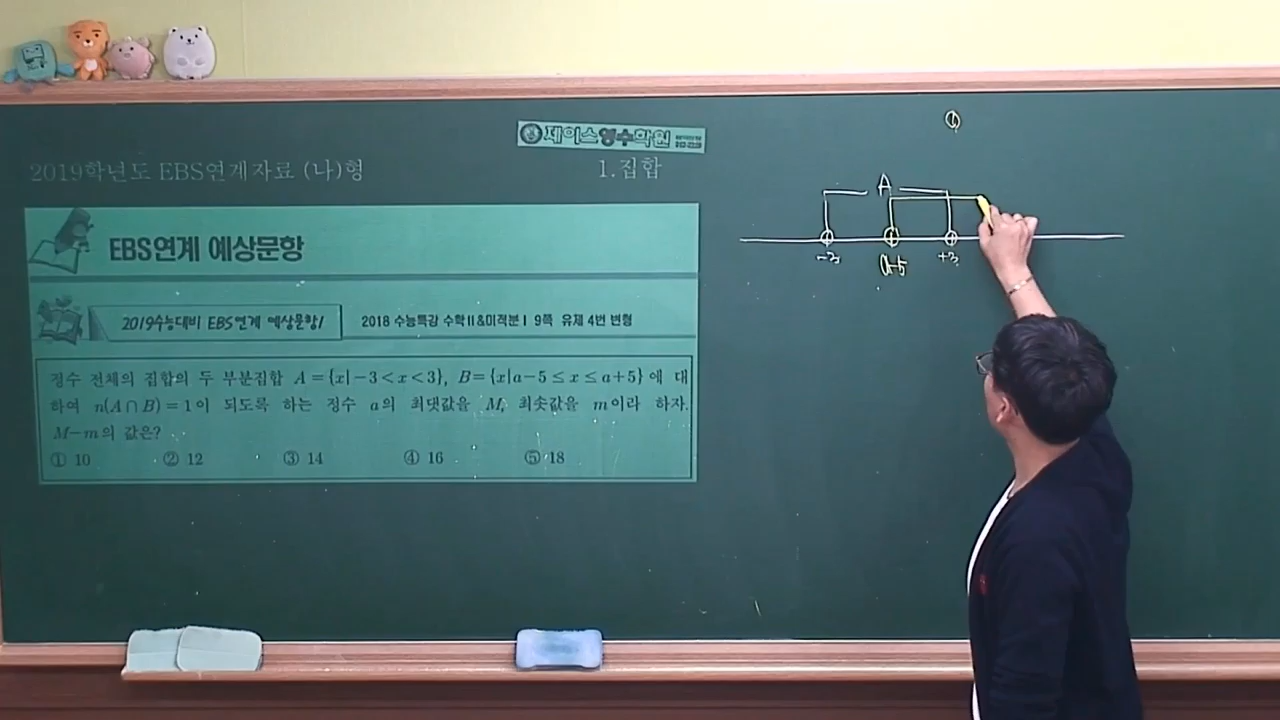 제이스영수학원
2019학년도 EBS연계자료 (나)형
1.집합
EBS연계 예상문항
2019수능대비 EBS연계 예상문항1
2018 수능특강 수학II&미적분 I 9쪽 유제 4번 변형
정수 전체의 집합의 두 부분집합 A={x|-3<x<3}, B={x|a-5≤x≤a+5}에 대
하여 n(A∩B)=1이 되도록 하는 정수 a의 최댓값을 M, 최솟값을 m이라 하자.
M-m의 값은?
① 10 ② 12 ③ 14 ④ 16 ⑤ 18
①
A
-3 a-5 +3